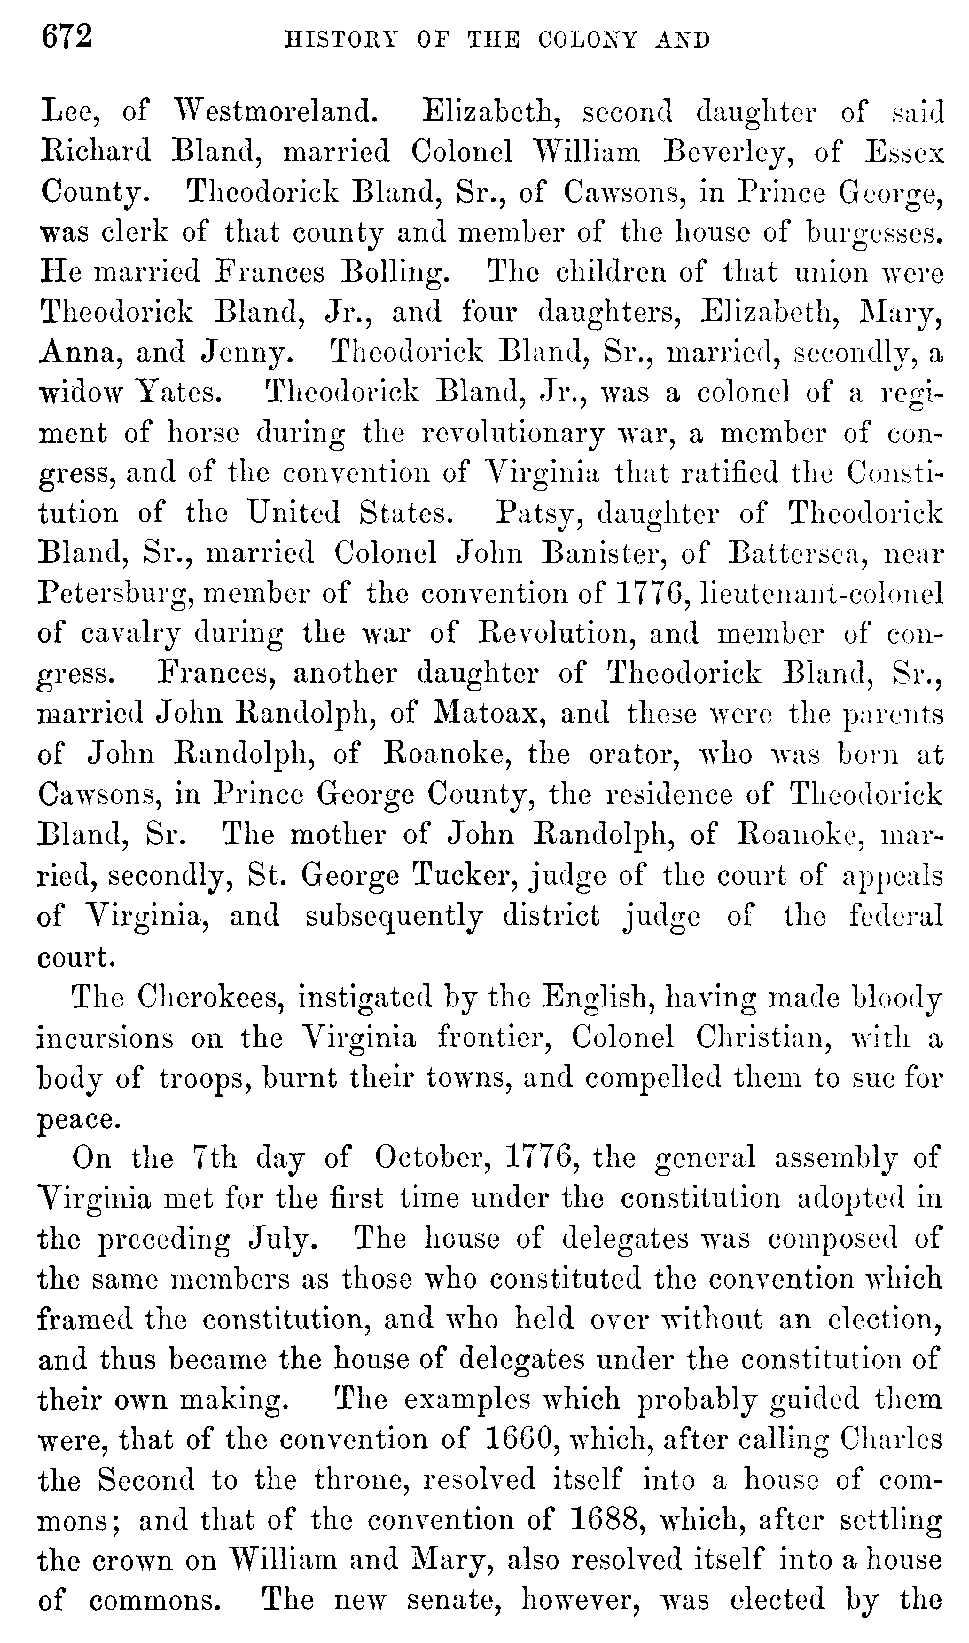 672 HISTORY OF THE COLONY AND
Lee, of Westmoreland. Elizabeth, second daughter of said
Richard Bland, married Colonel William Beverley, of Essex
County. Theodorick Bland, Sr., of Cawsons, in Prince George,
was clerk of that county and member of the house of burgesses.
He married Frances Bolling. The children of that union were
Theodorick Bland, Jr., and four daughters, Elizabeth, Mary,
Anna, and Jenny. Theodorick Bland, Sr., married, secondly, a
widow Yates. Theodorick Bland, Jr., was a colonel of a regi-
ment of horse during the revolutionary war, a member of con-
gress, and of the convention of Virginia that ratified the Consti-
tution of the United States. Patsy, daughter of Theodorick
Bland, Sr., married Colonel John Banister, of Battersea, near
Petersburg, member of the convention of 1776, lieutenant-colonel
of cavalry during the war of Revolution, and member of con-
gress. Frances, another daughter of Theodorick Bland, Sr.,
married John Randolph, of Matoax, and these were the parents
of John Randolph, of Roanoke, the orator, who was born at
Cawsons, in Prince George County, the residence of Theodorick
Bland, Sr. The mother of John Randolph, of Roanoke, mar-
ried, secondly, St. George Tucker, judge of the court of appeals
of Virginia, and subsequently district judge of the federal
court.
The Cherokees, instigated by the English, having made bloody
incursions on the Virginia frontier, Colonel Christian, with a
body of troops, burnt their towns, and compelled them to sue for
peace.
On the 7th day of October, 1776, the general assembly of
Virginia met for the first time under the constitution adopted in
the preceding July. The house of delegates was composed of
the same members as those who constituted the convention which
framed the constitution, and who held over without an election,
and thus became the house of delegates under the constitution of
their own making. The examples which probably guided them
were, that of the convention of 1660, which, after calling Charles
the Second to the throne, resolved itself into a house of com-
mons; and that of the convention of 1688, which, after settling
the crown on William and Mary, also resolved itself into a house
of commons. The new senate, however, was elected by the